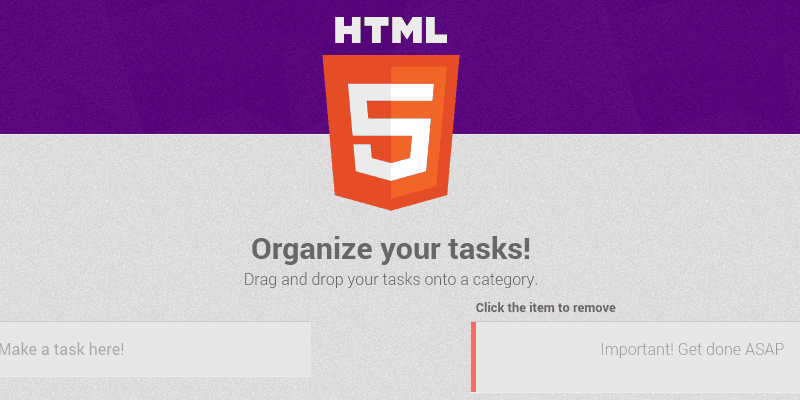 HTML
5
Organize your tasks!
Drag and drop your tasks onto a category.
Click the item to remove
Make a task here!
Important! Get done ASAP